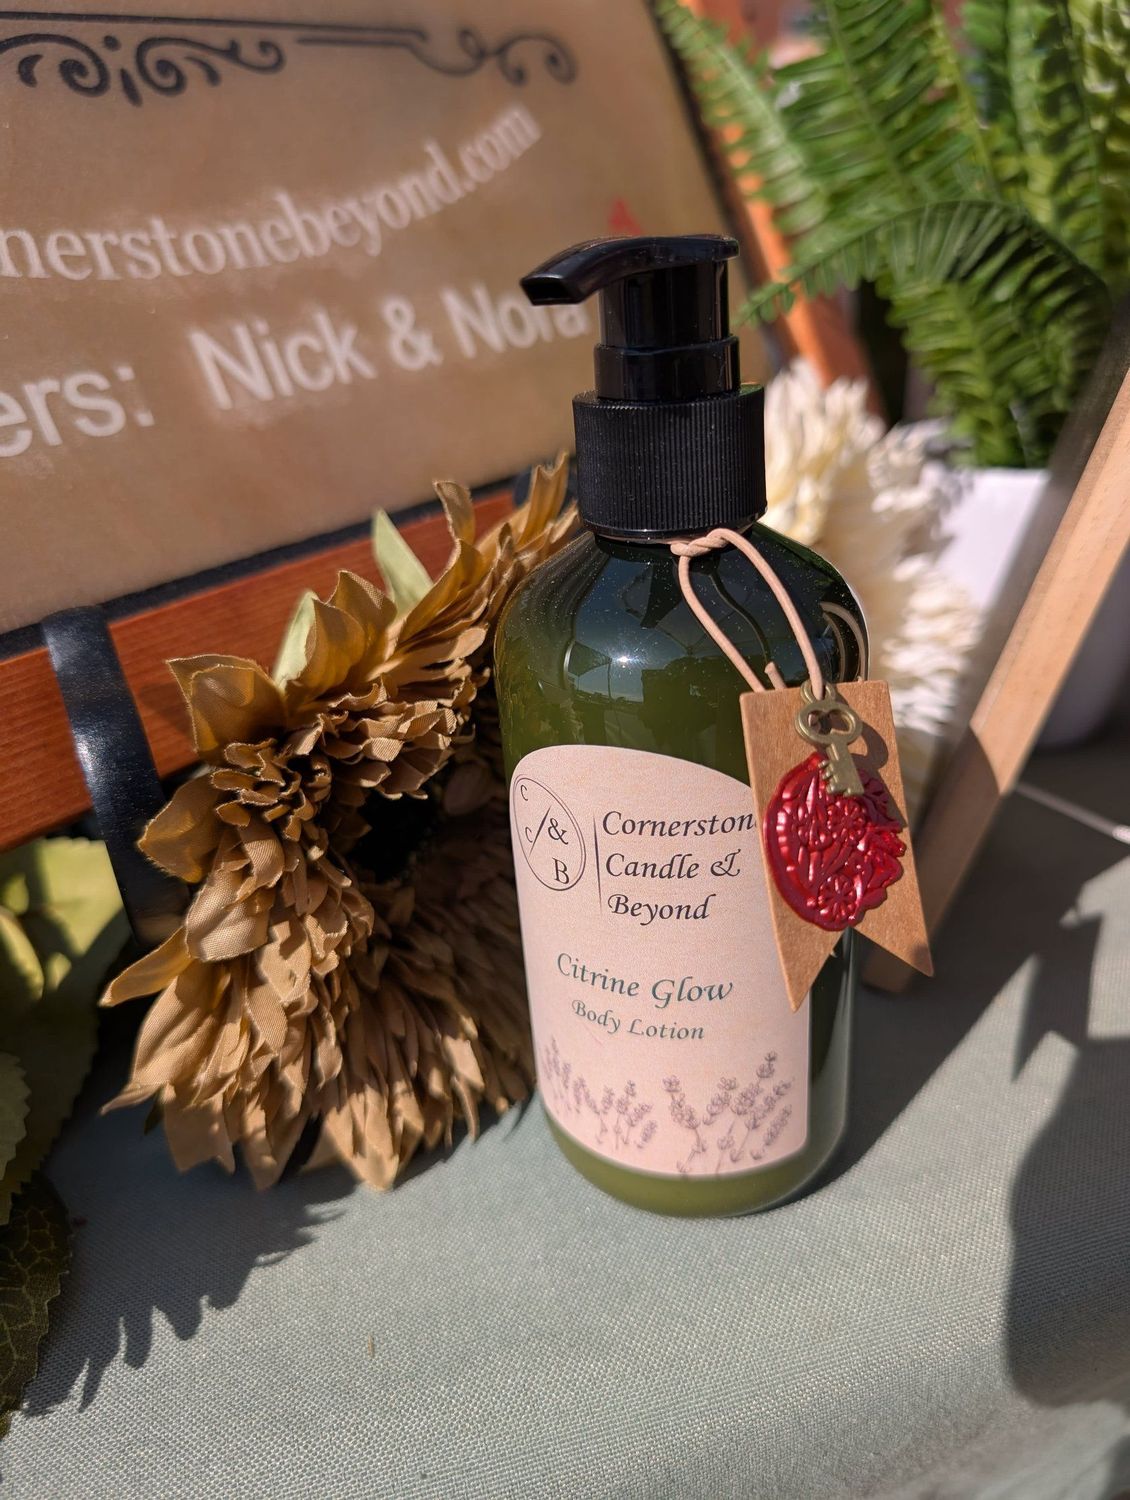 nerstonebeyond.com
ers: Nick & Nora
C
C / &
B
Cornerston
Candle &
Beyond
Citrine Glow
Body Lotion